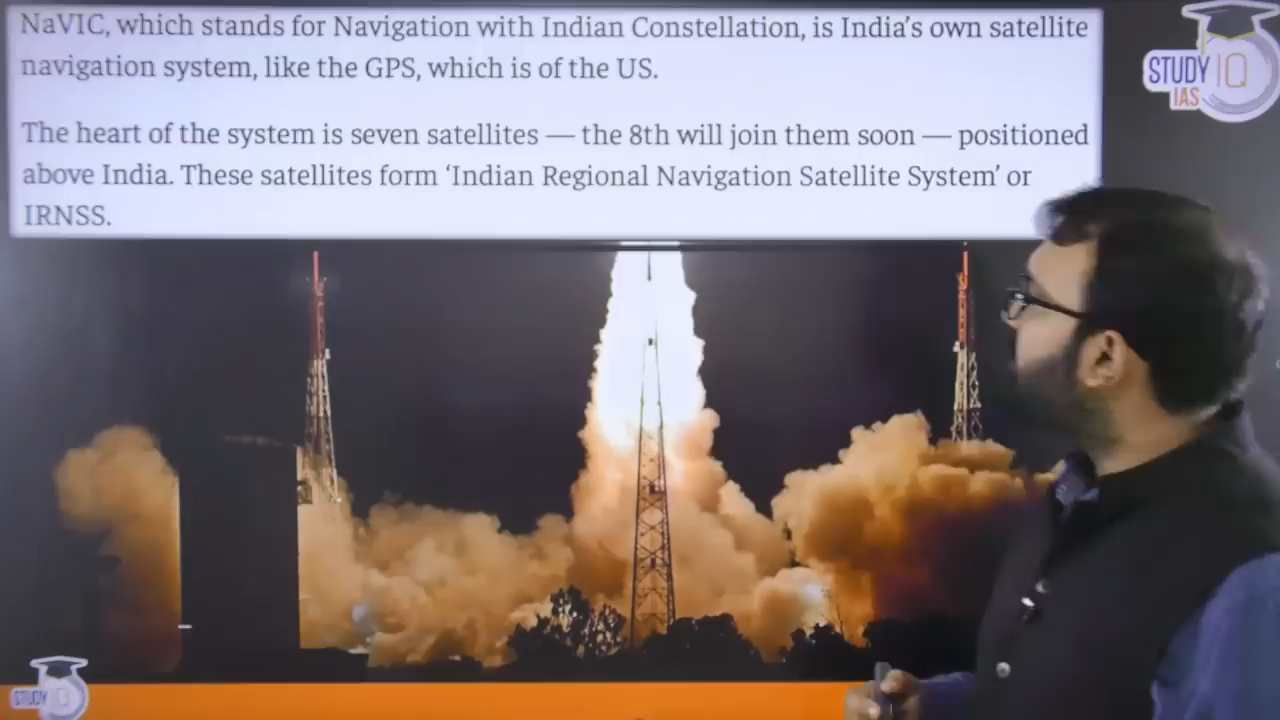 NaVIC, which stands for Navigation with Indian Constellation, is India’s own satellite
navigation system, like the GPS, which is of the US.
The heart of the system is seven satellites — the 8th will join them soon — positioned
above India. These satellites form ‘Indian Regional Navigation Satellite System’ or
IRNSS.
STUDY IQ
IAS
STUDY IQ